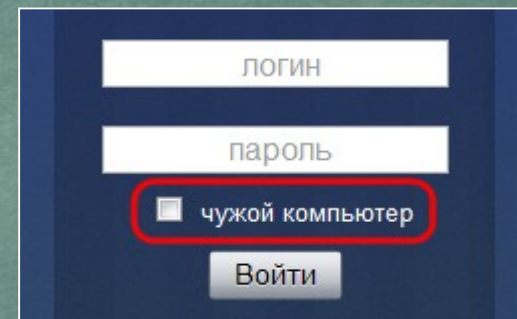 логин
пароль
чужой компьютер
Войти